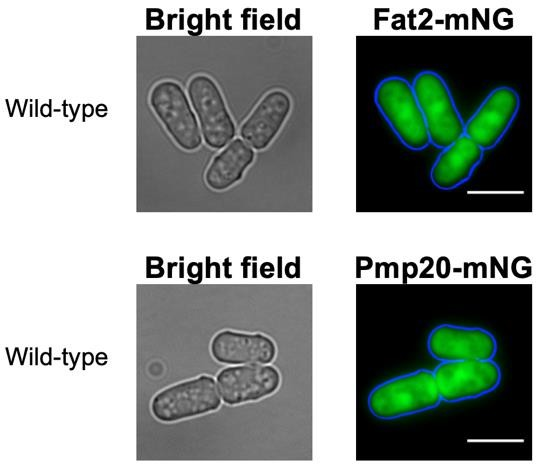 Bright field Fat2-mNG
Wild-type
Bright field Pmp20-mNG
Wild-type